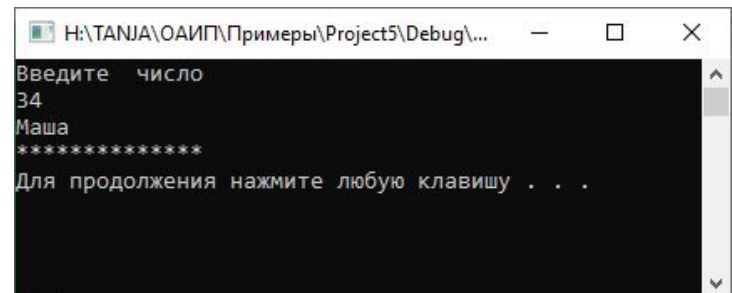 H:\TANJA\ОАИП\Примеры\Project5\Debug\...
Введите  число
34
Маша
**************
Для продолжения нажмите любую клавишу . . .